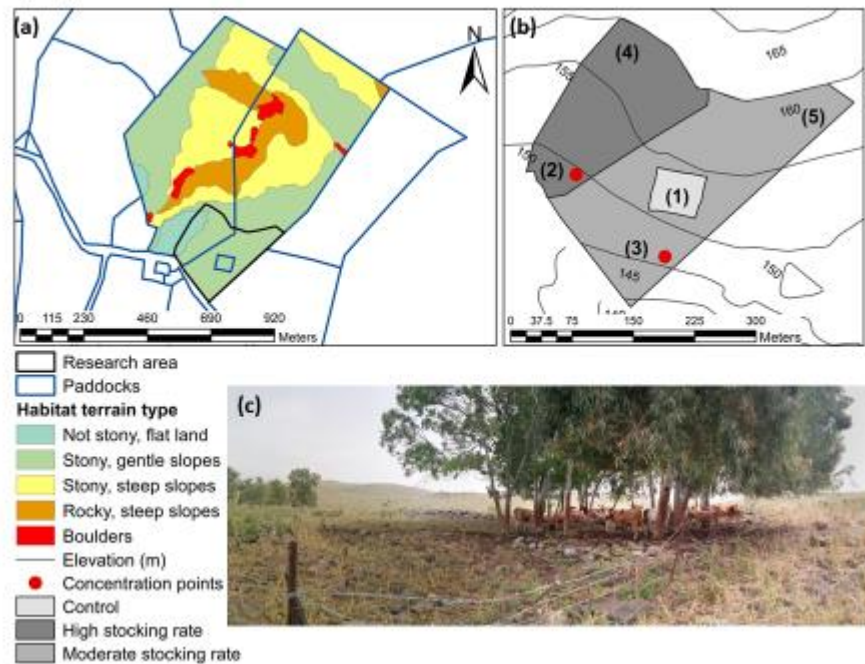 (a)
N
0 115 230 460 690 920
Meters
(b)
165
155
(4)
160
(5)
150
(2)
(1)
(3)
145
150
0 37.5 75 150 225 300
Meters
Research area
Paddocks
Habitat terrain type
Not stony, flat land
Stony, gentle slopes
Stony, steep slopes
Rocky, steep slopes
Boulders
Elevation (m)
Concentration points
Control
High stocking rate
Moderate stocking rate
(c)